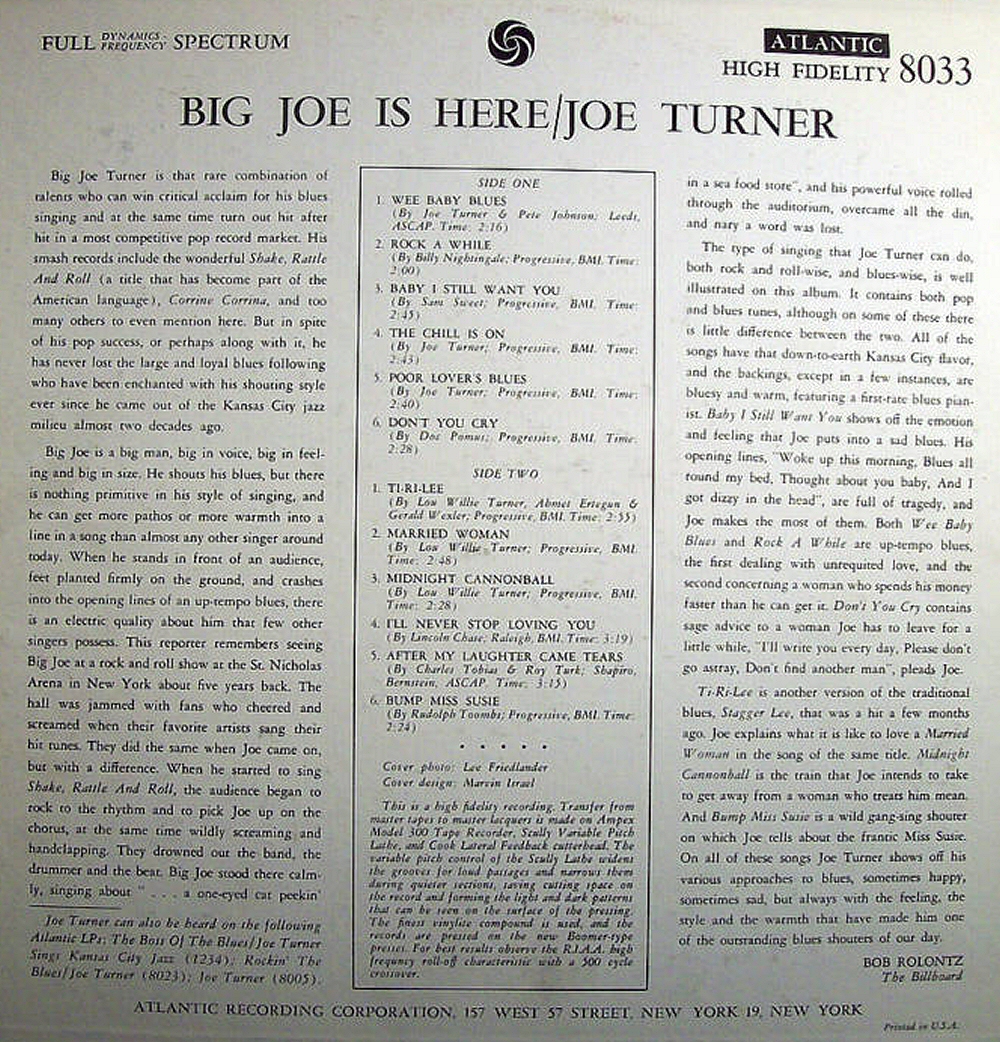 FULL DYNAMICS - FREQUENCY SPECTRUM
ATLANTIC
HIGH FIDELITY 8033
BIG JOE IS HERE/JOE TURNER
Big Joe Turner is that rare combination of
talents who can win critical acclaim for his blues
singing and at the same time turn out hit after
hit in a most competitive pop record market. His
smash records include the wonderful Shake, Rattle
And Roll (a title that has become part of the
American language), Corrine Corrina, and too
many others to even mention here. But in spite
of his pop success, or perhaps along with it, he
has never lost the large and loyal blues following
who have been enchanted with his shouting style
ever since he came out of the Kansas City jazz
milieu almost two decades ago.
Big Joe is a big man, big in voice, big in feel-
ing and big in size. He shouts his blues, but there
is nothing primitive in his style of singing, and
he can get more pathos or more warmth into a
line in a song than almost any other singer around
today. When he stands in front of an audience,
feet planted firmly on the ground, and crashes
into the opening lines of an up-tempo blues, there
is an electric quality about him that few other
singers possess. This reporter remembers seeing
Big Joe at a rock and roll show at the St. Nicholas
Arena in New York about five years back. The
hall was jammed with fans who cheered and
screamed when their favorite artists sang their
hit tunes. They did the same when Joe came on,
but with a difference. When he started to sing
Shake, Rattle And Roll, the audience began to
rock to the rhythm and to pick Joe up on the
chorus, at the same time wildly screaming and
handclapping. They drowned out the band, the
drummer and the beat. Big Joe stood there calm-
ly, singing about ". . . a one-eyed cat peekin'
Joe Turner can also be heard on the following
Atlantic LPs: The Boss Of The Blues/Joe Turner
Sings Kansas City Jazz (1234); Rockin' The
Blues/Joe Turner (8023); Joe Turner (8005).
SIDE ONE
1. WEE BABY BLUES
(By Joe Turner & Pete Johnson; Leeds,
ASCAP. Time: 2:16)
2. ROCK A WHILE
(By Billy Nightingale; Progressive, BMI. Time:
2:00)
3. BABY I STILL WANT YOU
(By Sam Sweet; Progressive, BMI. Time:
2:45)
4. THE CHILL IS ON
(By Joe Turner; Progressive, BMI. Time:
2:43)
5. POOR LOVER'S BLUES
(By Joe Turner; Progressive, BMI. Time:
2:40)
6. DON'T YOU CRY
(By Doc Pomus; Progressive, BMI. Time:
2:28)
SIDE TWO
1. TI-RI-LEE
(By Lou Willie Turner, Ahmet Ertegun &
Gerald Wexler; Progressive, BMI. Time: 2:55)
2. MARRIED WOMAN
(By Lou Willie Turner; Progressive, BMI.
Time: 2:48)
3. MIDNIGHT CANNONBALL
(By Lou Willie Turner; Progressive, BMI.
Time: 2:28)
4. I'LL NEVER STOP LOVING YOU
(By Lincoln Chase; Raleigh, BMI. Time: 3:19)
5. AFTER MY LAUGHTER CAME TEARS
(By Charles Tobias & Roy Turk; Shapiro,
Bernstein, ASCAP. Time: 3:15)
6. BUMP MISS SUSIE
(By Rudolph Toombs; Progressive, BMI. Time:
2:24)
. . . . .
Cover photo: Lee Friedlander
Cover design: Marvin Israel
This is a high fidelity recording. Transfer from
master tapes to master lacquers is made on Ampex
Model 300 Tape Recorder, Scully Variable Pitch
Lathe, and Cook Lateral Feedback cutterhead. The
variable pitch control of the Scully Lathe widens
the grooves for loud passages and narrows them
during quieter sections, saving cutting space on
the record and forming the light and dark patterns
that can be seen on the surface of the pressing.
The finest vinylite compound is used, and the
records are pressed on the new Boomer-type
presses. For best results observe the R.I.A.A. high
frequncy roll-off characteristic with a 500 cycle
crossover.
in a sea food store", and his powerful voice rolled
through the auditorium, overcame all the din,
and nary a word was lost.
The type of singing that Joe Turner can do,
both rock and roll-wise, and blues-wise, is well
illustrated on this album. It contains both pop
and blues tunes, although on some of these there
is little difference between the two. All of the
songs have that down-to-earth Kansas City flavor,
and the backings, except in a few instances, are
bluesy and warm, featuring a first-rate blues pian-
ist. Baby I Still Want You shows off the emotion
and feeling that Joe puts into a sad blues. His
opening lines, "Woke up this morning, Blues all
round my bed, Thought about you baby, And I
got dizzy in the head", are full of tragedy, and
Joe makes the most of them. Both Wee Baby
Blues and Rock A While are up-tempo blues,
the first dealing with unrequited love, and the
second concerning a woman who spends his money
faster than he can get it. Don't You Cry contains
sage advice to a woman Joe has to leave for a
little while, "I'll write you every day, Please don't
go astray, Don't find another man", pleads Joe.
Ti-Ri-Lee is another version of the traditional
blues, Stagger Lee, that was a hit a few months
ago. Joe explains what it is like to love a Married
Woman in the song of the same title. Midnight
Cannonball is the train that Joe intends to take
to get away from a woman who treats him mean.
And Bump Miss Susie is a wild gang-sing shouter
on which Joe tells about the frantic Miss Susie.
On all of these songs Joe Turner shows off his
various approaches to blues, sometimes happy,
sometimes sad, but always with the feeling, the
style and the warmth that have made him one
of the outstanding blues shouters of our day.
BOB ROLONTZ
The Billboard
ATLANTIC RECORDING CORPORATION, 157 WEST 57 STREET, NEW YORK 19, NEW YORK
Printed in U.S.A.